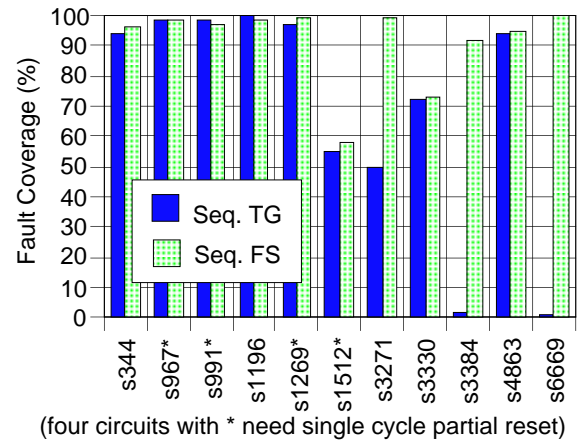 100
90
80
70
60
50
40
30
20
10
0
Fault Coverage (%)
Seq. TG
Seq. FS
s344
s967*
s991*
s1196
s1269*
s1512*
s3271
s3330
s3384
s4863
s6669
(four circuits with * need single cycle partial reset)